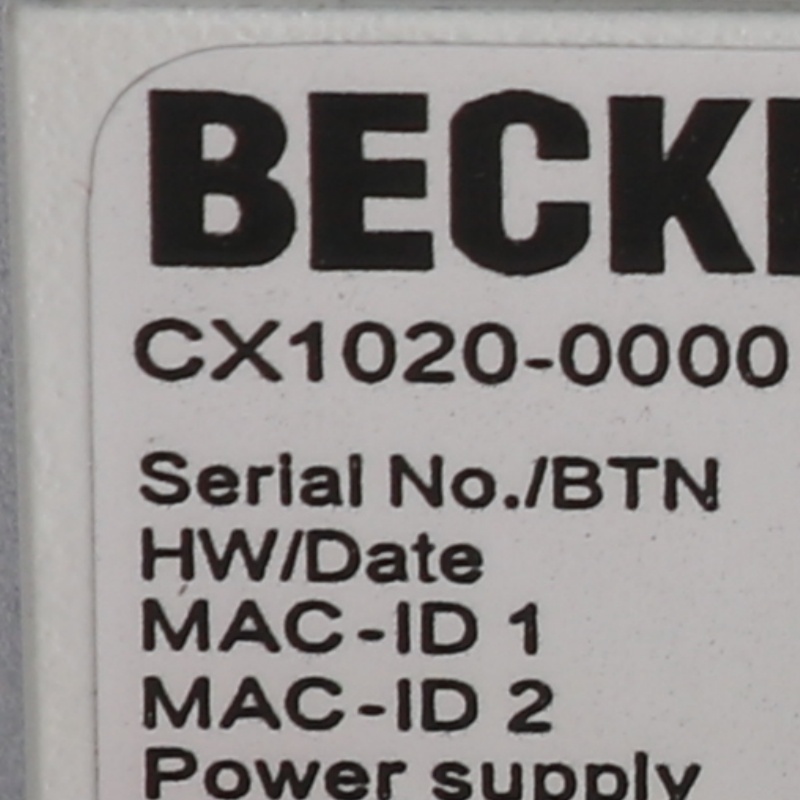 BECK
CX1020-0000
Serial No./BTN
HW/Date
MAC-ID 1
MAC-ID 2
Power supply